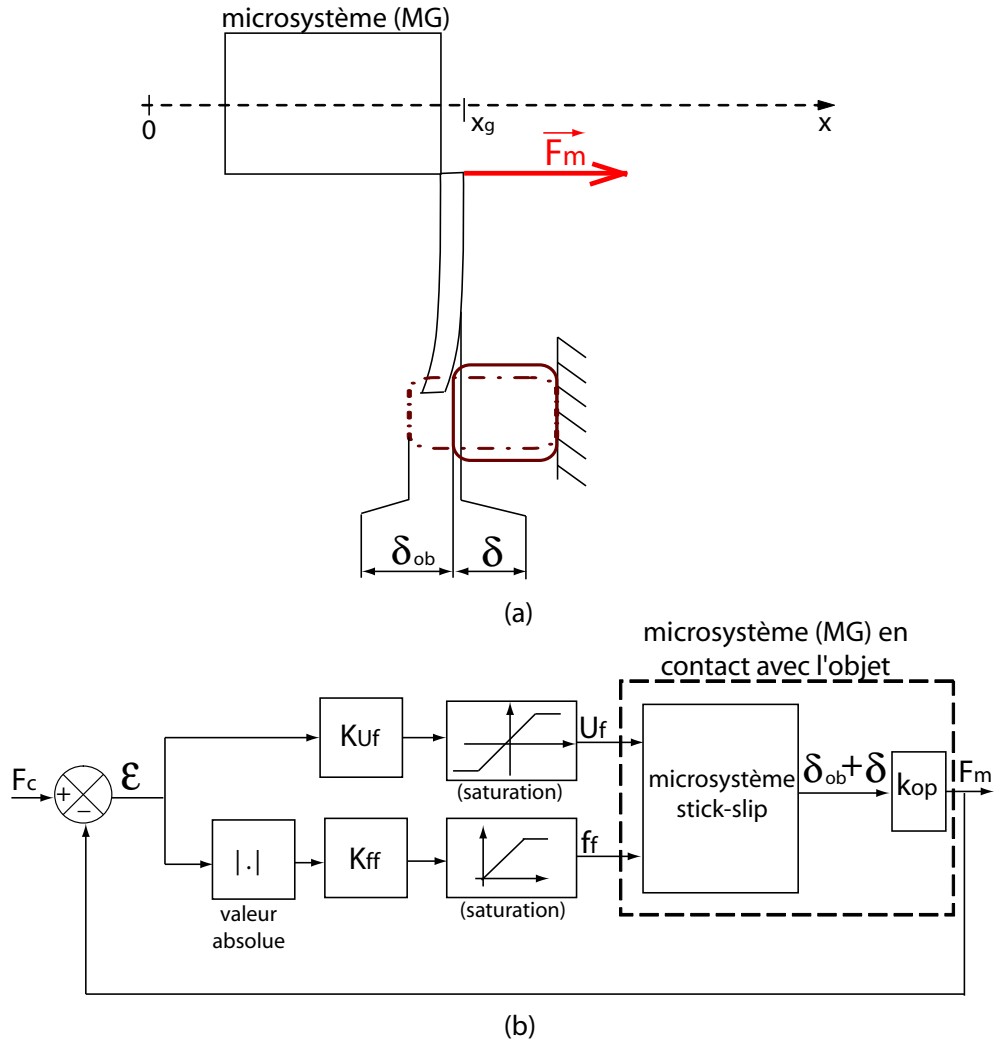 microsystème (MG)
0
xg
x
Fm
δob
δ
(a)
microsystème (MG) en
contact avec l'objet
Fc
+
-
ε
KUf
(saturation)
Uf
|.|
valeur
absolue
Kff
(saturation)
ff
microsystème
stick-slip
δob+δ
kop
Fm
(b)